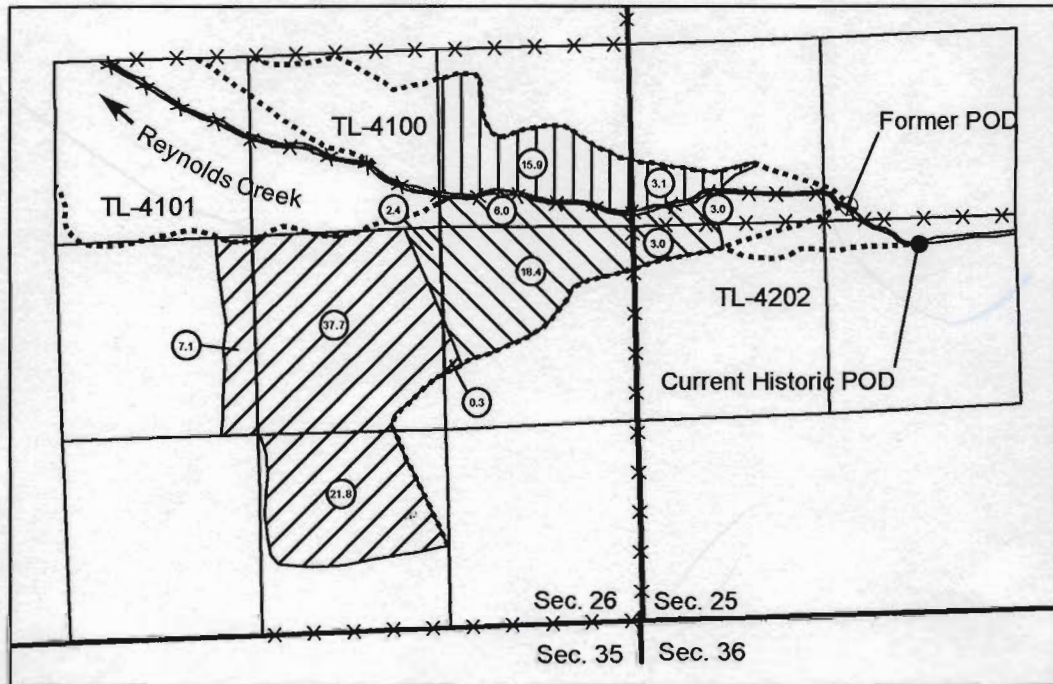 Former POD
TL-4100
15.9
3.1
Reynolds Creek
TL-4101
2.4
6.0
3.0
3.0
18.4
TL-4202
37.7
7.1
Current Historic POD
0.3
21.8
Sec. 26
Sec. 25
Sec. 35
Sec. 36